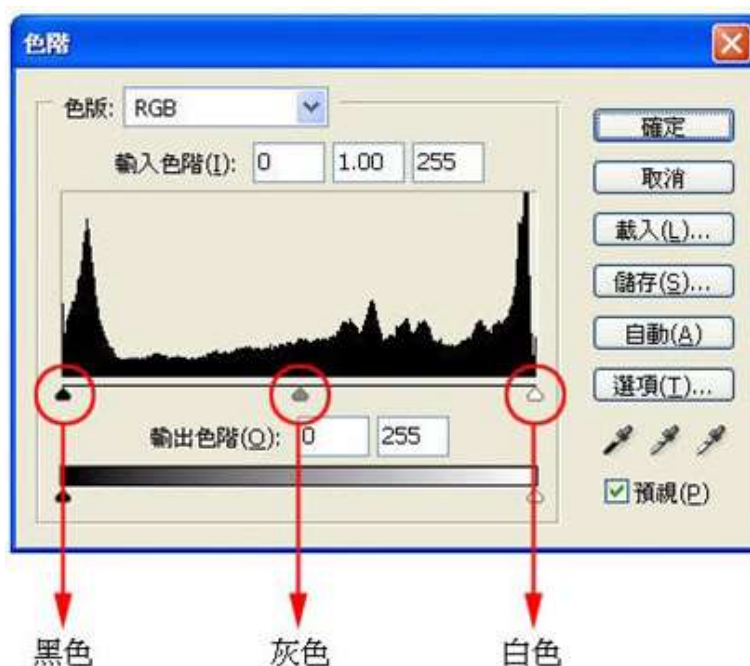 色階
色版: RGB
輸入色階(I): 0 1.00 255
輸出色階(O): 0 255
確定
取消
載入(L)...
儲存(S)...
自動(A)
選項(T)...
預視(P)
黑色 灰色 白色